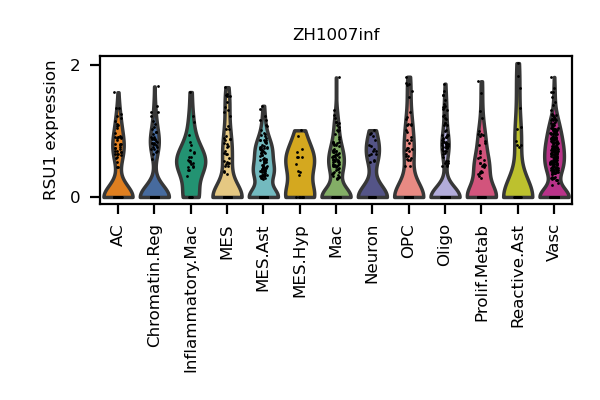 ZH1007inf
RSU1 expression
2
0
AC
Chromatin.Reg
Inflammatory.Mac
MES
MES.Ast
MES.Hyp
Mac
Neuron
OPC
Oligo
Prolif.Metab
Reactive.Ast
Vasc